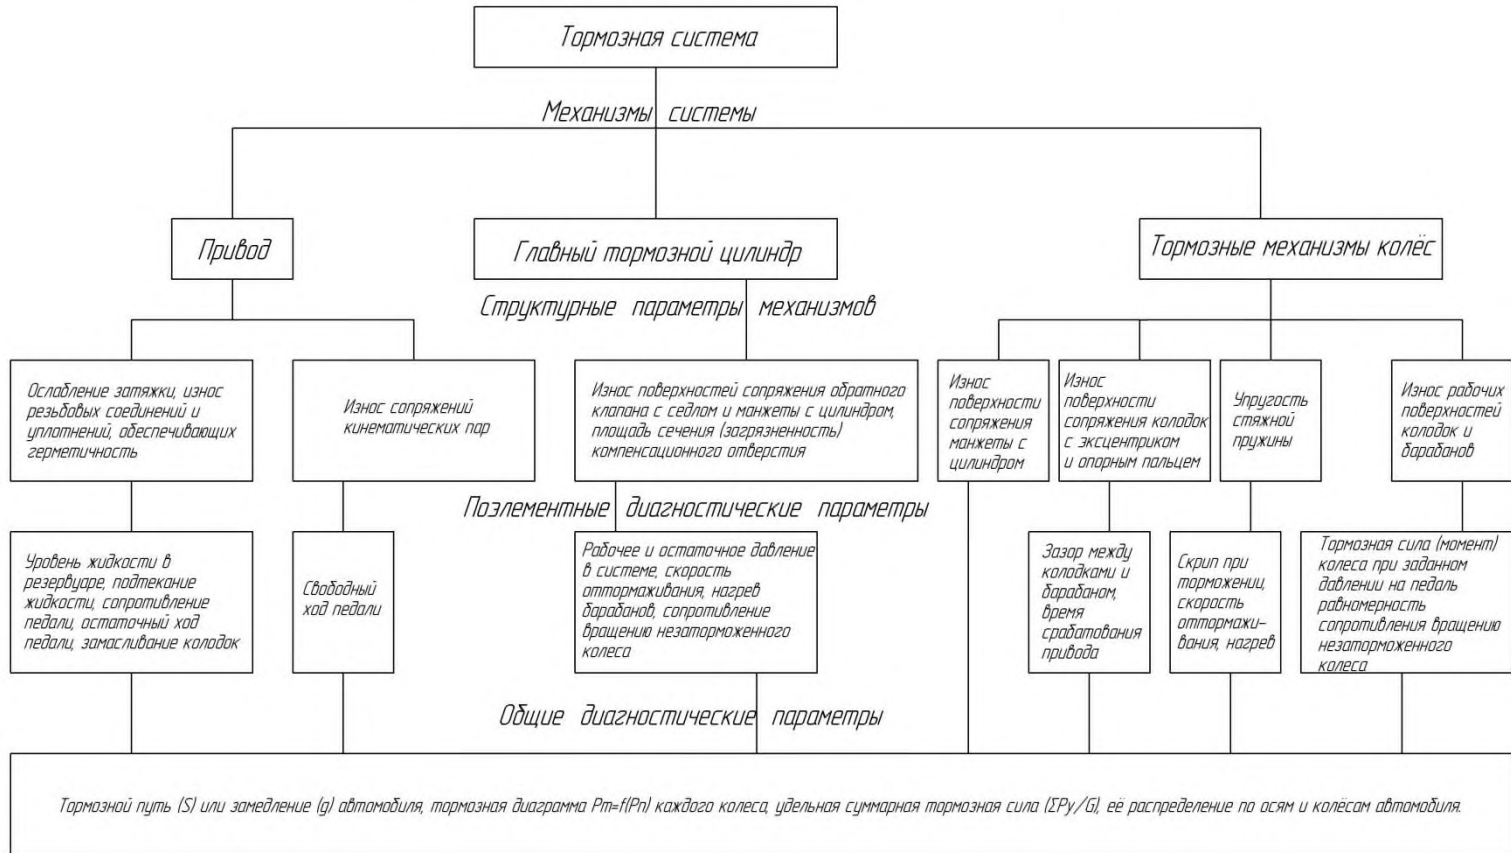 Тормозная система
Механизмы системы
Привод
Главный тормозной цилиндр
Тормозные механизмы колёс
Структурные параметры механизмов
Ослабление затяжки, износ
резьбовых соединений и
уплотнений, обеспечивающих
герметичность
Износ сопряжений
кинематических пар
Износ поверхностей сопряжения обратного
клапана с седлом и манжеты с цилиндром,
площадь сечения (загрязненность)
компенсационного отверстия
Износ
поверхности
сопряжения
манжеты с
цилиндром
Износ
поверхности
сопряжения колодок
с эксцентриком
и опорным пальцем
Упругость
стяжной
пружины
Износ рабочих
поверхностей
колодок и
барабанов
Поэлементные диагностические параметры
Уровень жидкости в
резервуаре, подтекание
жидкости, сопротивление
педали, остаточный ход
педали, замасливание колодок
Свободный
ход педали
Рабочее и остаточное давление
в системе, скорость
оттормаживания, нагрев
барабанов, сопротивление
вращению незаторможенного
колеса
Зазор между
колодками и
барабаном,
время
срабатования
привода
Скрип при
торможении,
скорость
оттормажи-
вания, нагрев
Тормозная сила (момент)
колеса при заданном
давлении на педаль
равномерность
сопротивления вращению
незаторможенного
колеса
Общие диагностические параметры
Тормозной путь (S) или замедление (g) автомобиля, тормозная диаграмма Рт=f(Рп) каждого колеса, удельная суммарная тормозная сила (ΣРу/G), её распределение по осям и колёсам автомобиля.